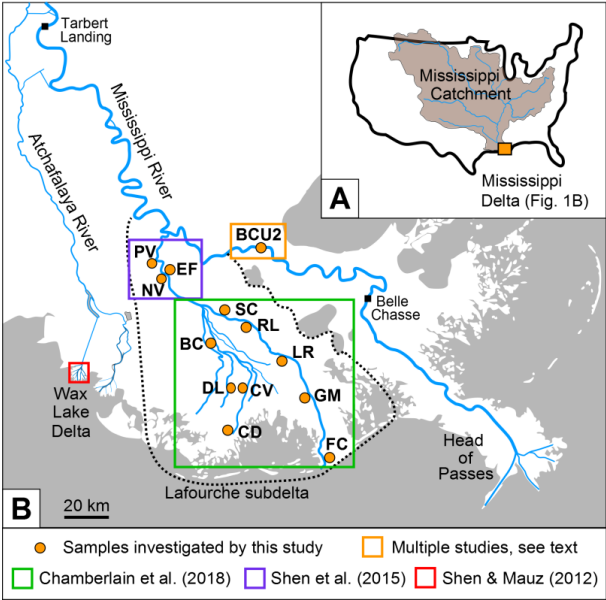 Tarbert
Landing
Mississippi River
Atchafalaya River
Mississippi
Catchment
A
Mississippi
Delta (Fig. 1B)
BCU2
PV
EF
NV
Belle
Chasse
SC
RL
BC
LR
DL
CV
GM
CD
FC
Wax
Lake
Delta
Head
of
Passes
Lafourche subdelta
B
20 km
Samples investigated by this study
Multiple studies, see text
Chamberlain et al. (2018)
Shen et al. (2015)
Shen & Mauz (2012)